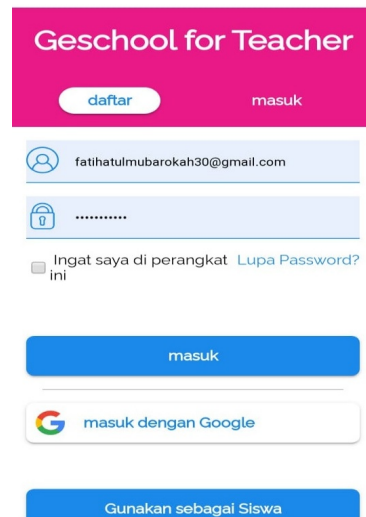 Geschool for Teacher
daftar masuk
fatihatulmubarokah30@gmail.com
•••••••••••
Ingat saya di perangkat Lupa Password?
ini
masuk
masuk dengan Google
Gunakan sebagai Siswa